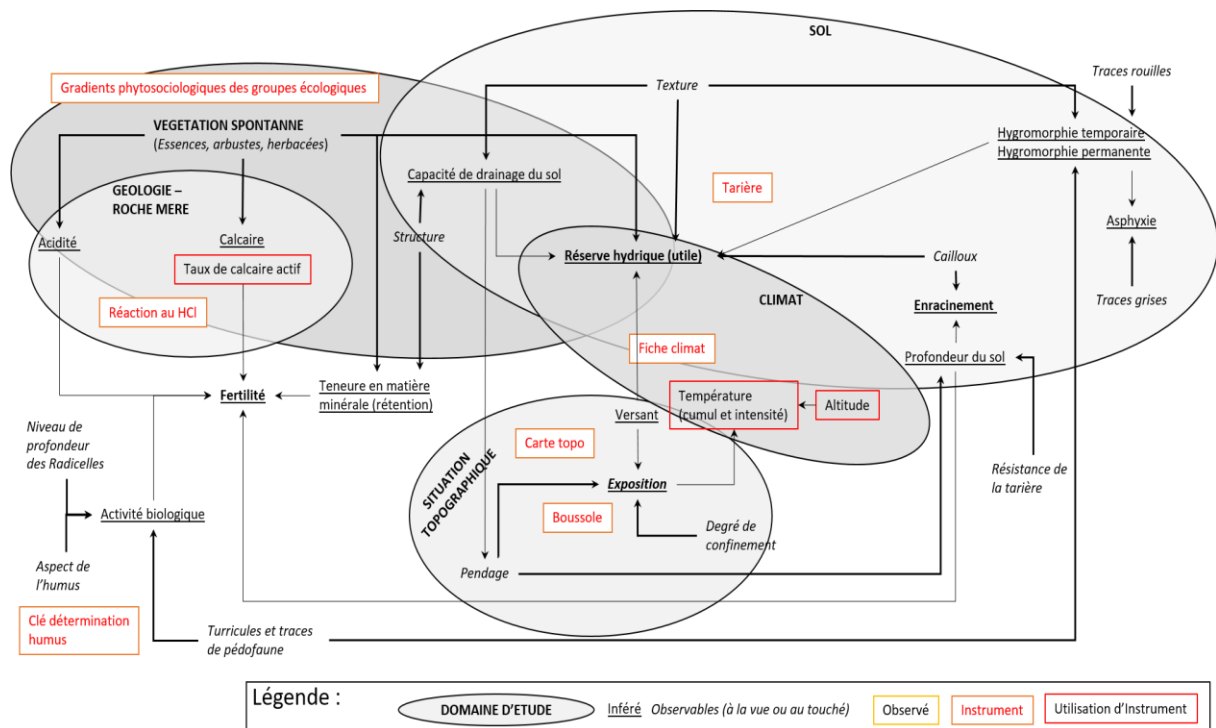 SOL
Gradients phytosociologiques des groupes écologiques
Texture
Traces rouilles
VEGETATION SPONTANNE
(Essences, arbustes, herbacées)
Hygromorphie temporaire
Hygromorphie permanente
Capacité de drainage du sol
Tarière
GEOLOGIE –
ROCHE MERE
Acidité
Calcaire
Structure
Asphyxie
Taux de calcaire actif
Réserve hydrique (utile)
Cailloux
CLIMAT
Traces grises
Réaction au HCl
Enracinement
Fiche climat
Profondeur du sol
Fertilité
Teneure en matière
minérale (rétention)
Température
(cumul et intensité)
Altitude
Versant
Niveau de
profondeur
des Radicelles
Carte topo
SITUATION
TOPOGRAPHIQUE
Exposition
Résistance de
la tarière
Activité biologique
Boussole
Degré de
confinement
Aspect de
l’humus
Pendage
Clé détermination
humus
Turricules et traces
de pédofaune
Légende :
DOMAINE D’ETUDE
Inféré
Observables (à la vue ou au touché)
Observé
Instrument
Utilisation d’Instrument